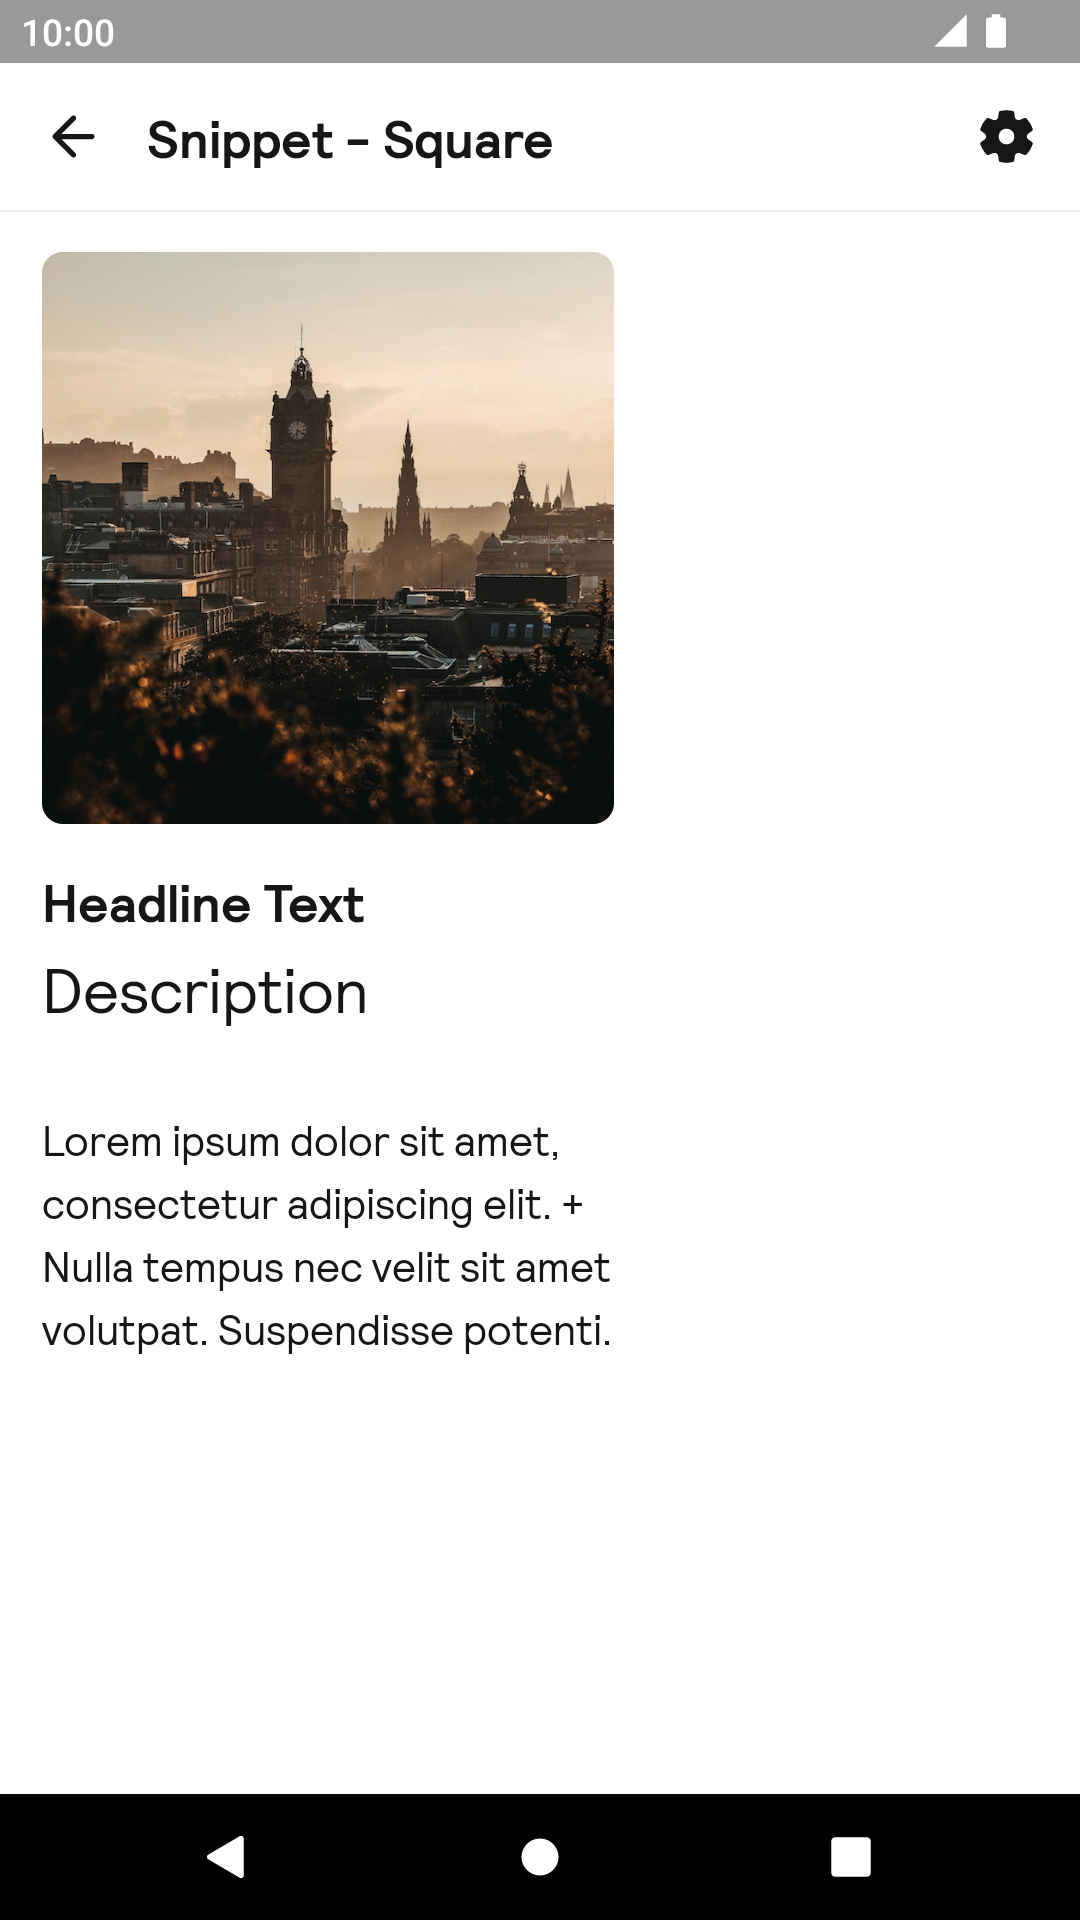 10:00
Snippet - Square
Headline Text
Description
Lorem ipsum dolor sit amet,
consectetur adipiscing elit. +
Nulla tempus nec velit sit amet
volutpat. Suspendisse potenti.